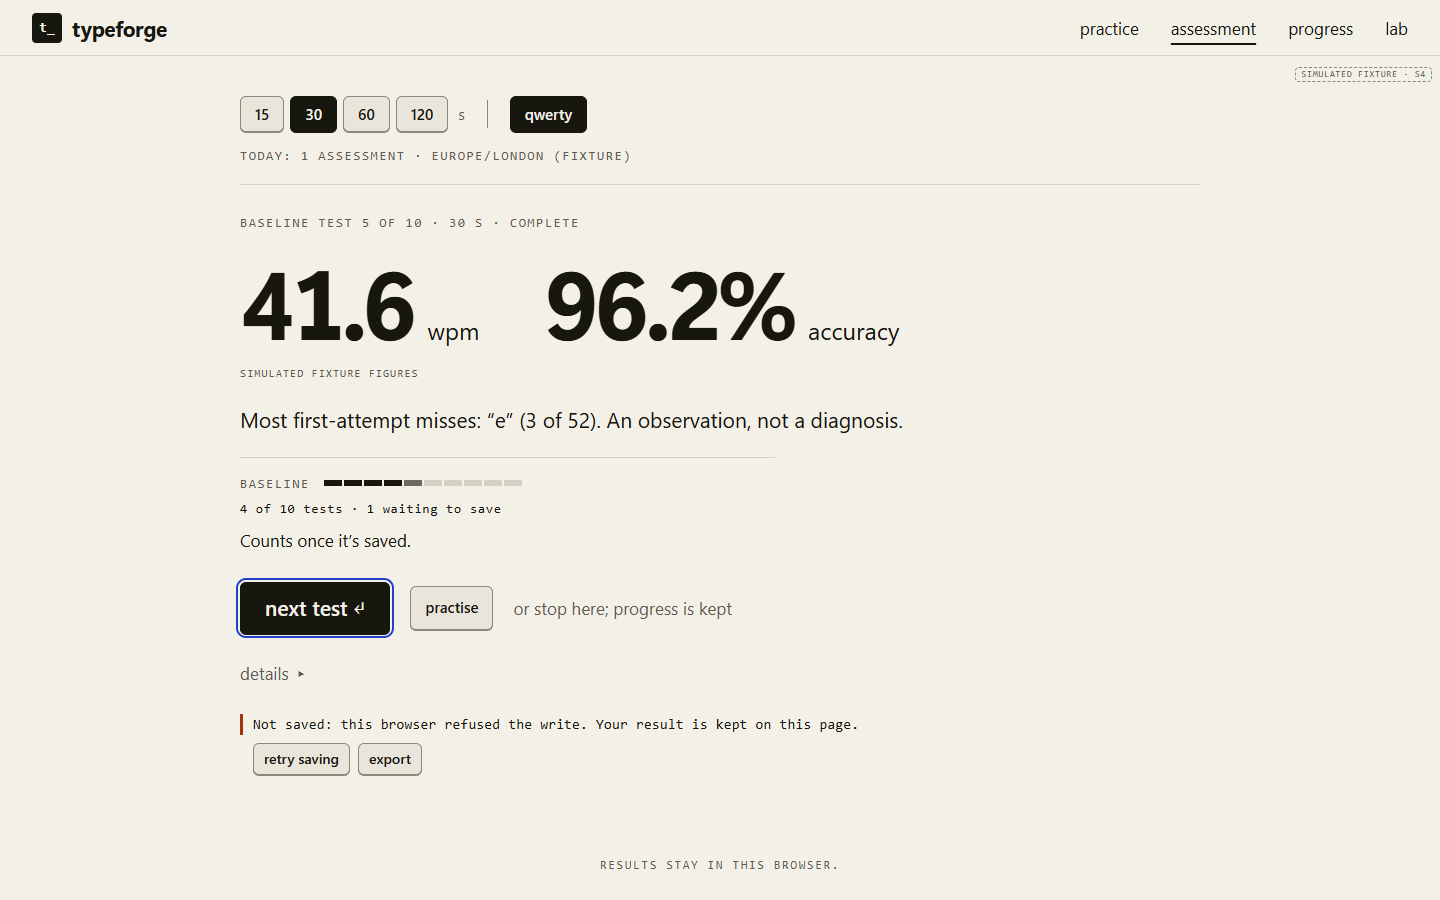 t_ typeforge practice assessment progress lab
SIMULATED FIXTURE · S4
15 30 60 120 s qwerty
TODAY: 1 ASSESSMENT · EUROPE/LONDON (FIXTURE)
BASELINE TEST 5 OF 10 · 30 S · COMPLETE
41.6 wpm 96.2% accuracy
SIMULATED FIXTURE FIGURES
Most first-attempt misses: “e” (3 of 52). An observation, not a diagnosis.
BASELINE
4 of 10 tests · 1 waiting to save
Counts once it’s saved.
next test ↵ practise or stop here; progress is kept
details ▸
Not saved: this browser refused the write. Your result is kept on this page.
retry saving export
RESULTS STAY IN THIS BROWSER.